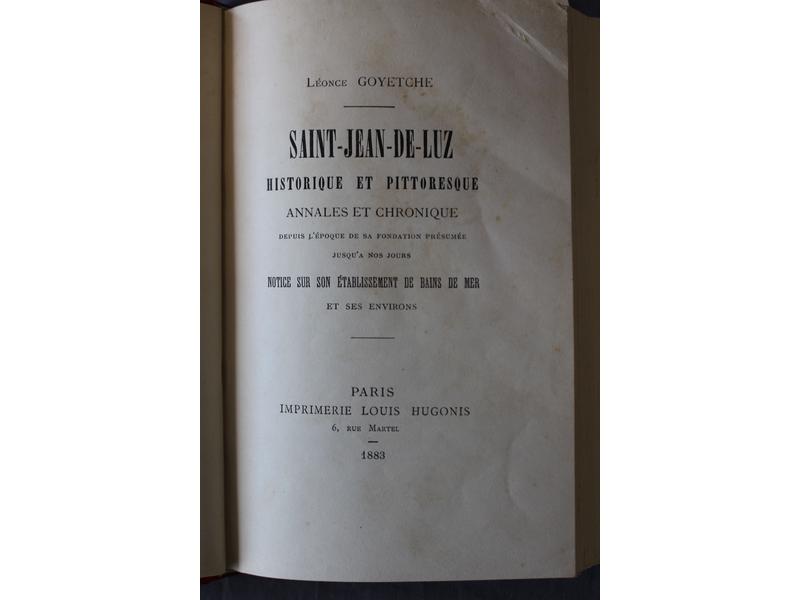 Léonce GOYETCHE
SAINT-JEAN-DE-LUZ
HISTORIQUE ET PITTORESQUE
ANNALES ET CHRONIQUE
DEPUIS L'ÉPOQUE DE SA FONDATION PRÉSUMÉE
JUSQU'A NOS JOURS
NOTICE SUR SON ÉTABLISSEMENT DE BAINS DE MER
ET SES ENVIRONS
PARIS
IMPRIMERIE LOUIS HUGONIS
6, RUE MARTEL
1883